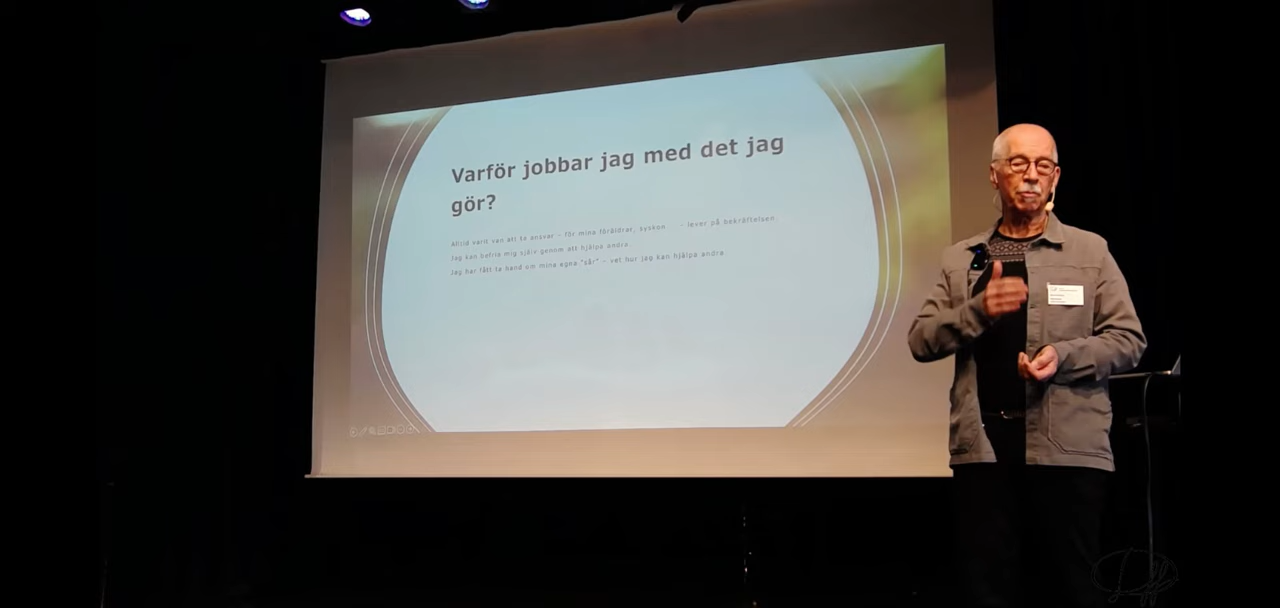 Varför jobbar jag med det jag
gör?
Alltid varit van att ta ansvar – för mina föräldrar, syskon – lever på bekräftelsen.
Jag kan befria mig själv genom att hjälpa andra.
Jag har fått ta hand om mina egna "sår" – vet hur jag kan hjälpa andra